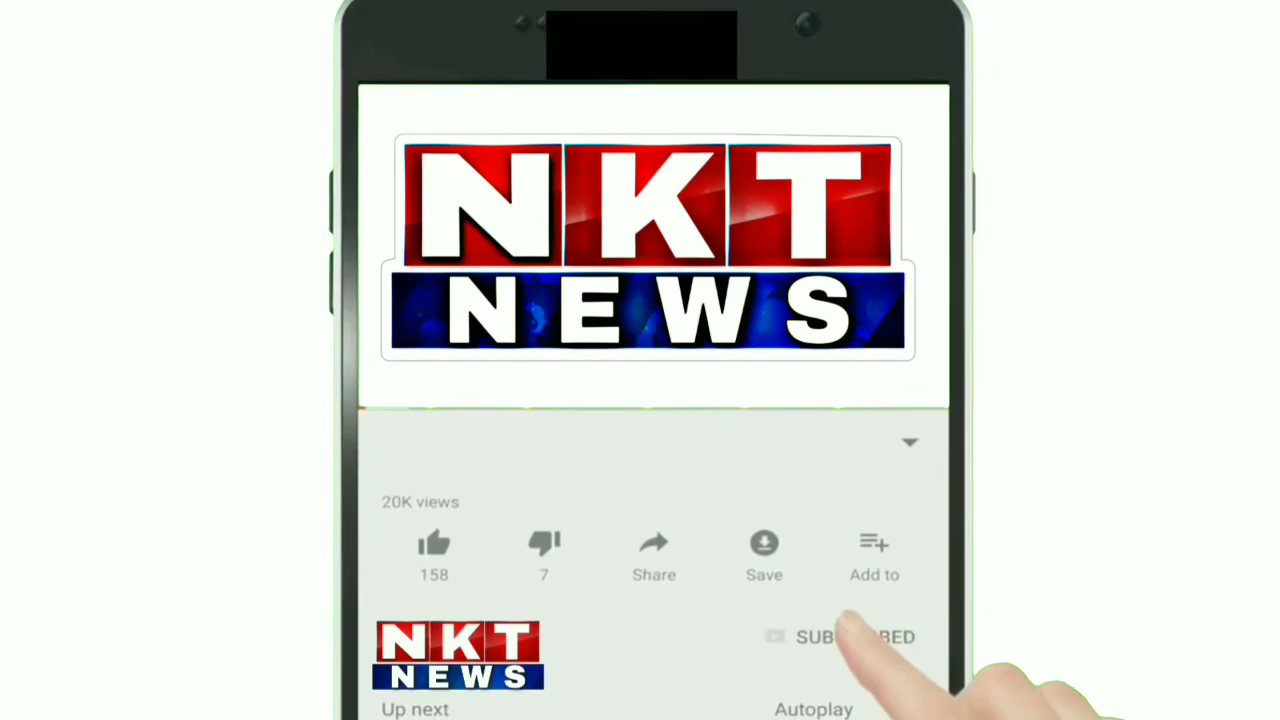 NKT
NEWS
20K views
158 7 Share Save Add to
NKT
NEWS
Up next Autoplay